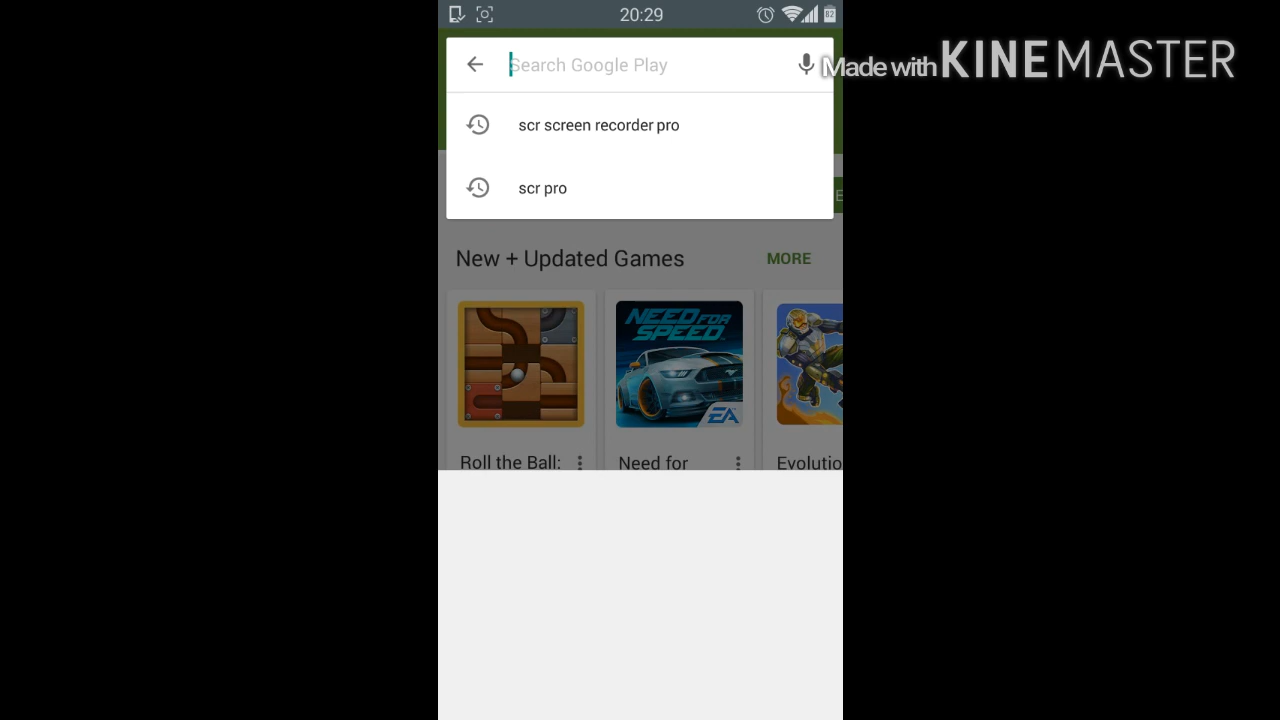 20:29
82
Search Google Play
Made with KINEMASTER
scr screen recorder pro
scr pro
E
New + Updated Games
MORE
NEED FOR
SPEED
EA
Roll the Ball:
Need for
Evolutio